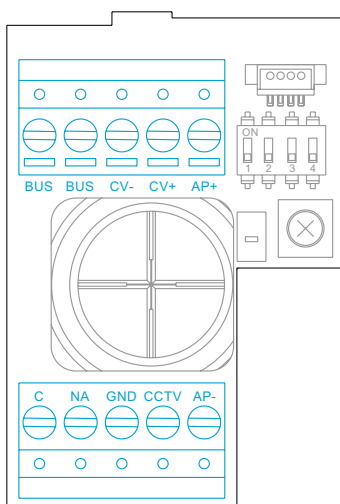 ON
1 2 3 4
BUS BUS CV- CV+ AP+
C NA GND CCTV AP-